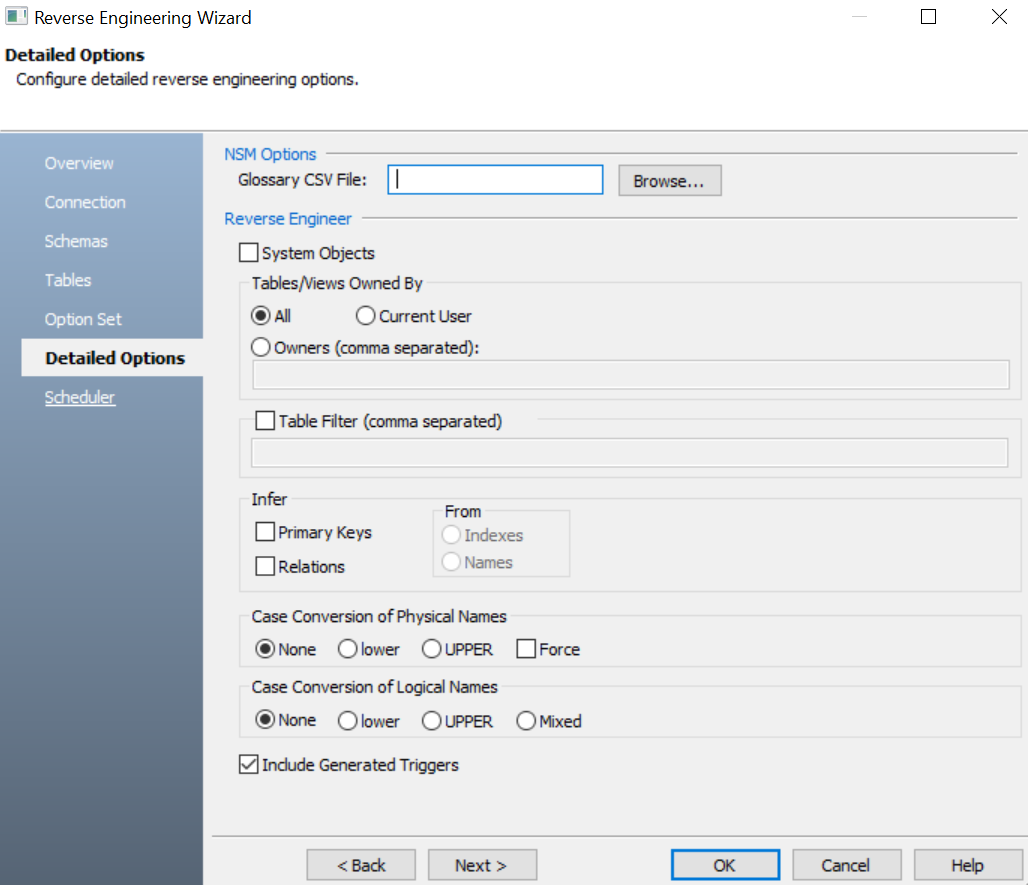 Reverse Engineering Wizard
Detailed Options
Configure detailed reverse engineering options.
Overview
Connection
Schemas
Tables
Option Set
Detailed Options
Scheduler
NSM Options
Glossary CSV File:
Browse...
Reverse Engineer
System Objects
Tables/Views Owned By
All Current User
Owners (comma separated):
Table Filter (comma separated)
Infer
Primary Keys
Relations
From
Indexes
Names
Case Conversion of Physical Names
None lower UPPER Force
Case Conversion of Logical Names
None lower UPPER Mixed
Include Generated Triggers
< Back Next > OK Cancel Help